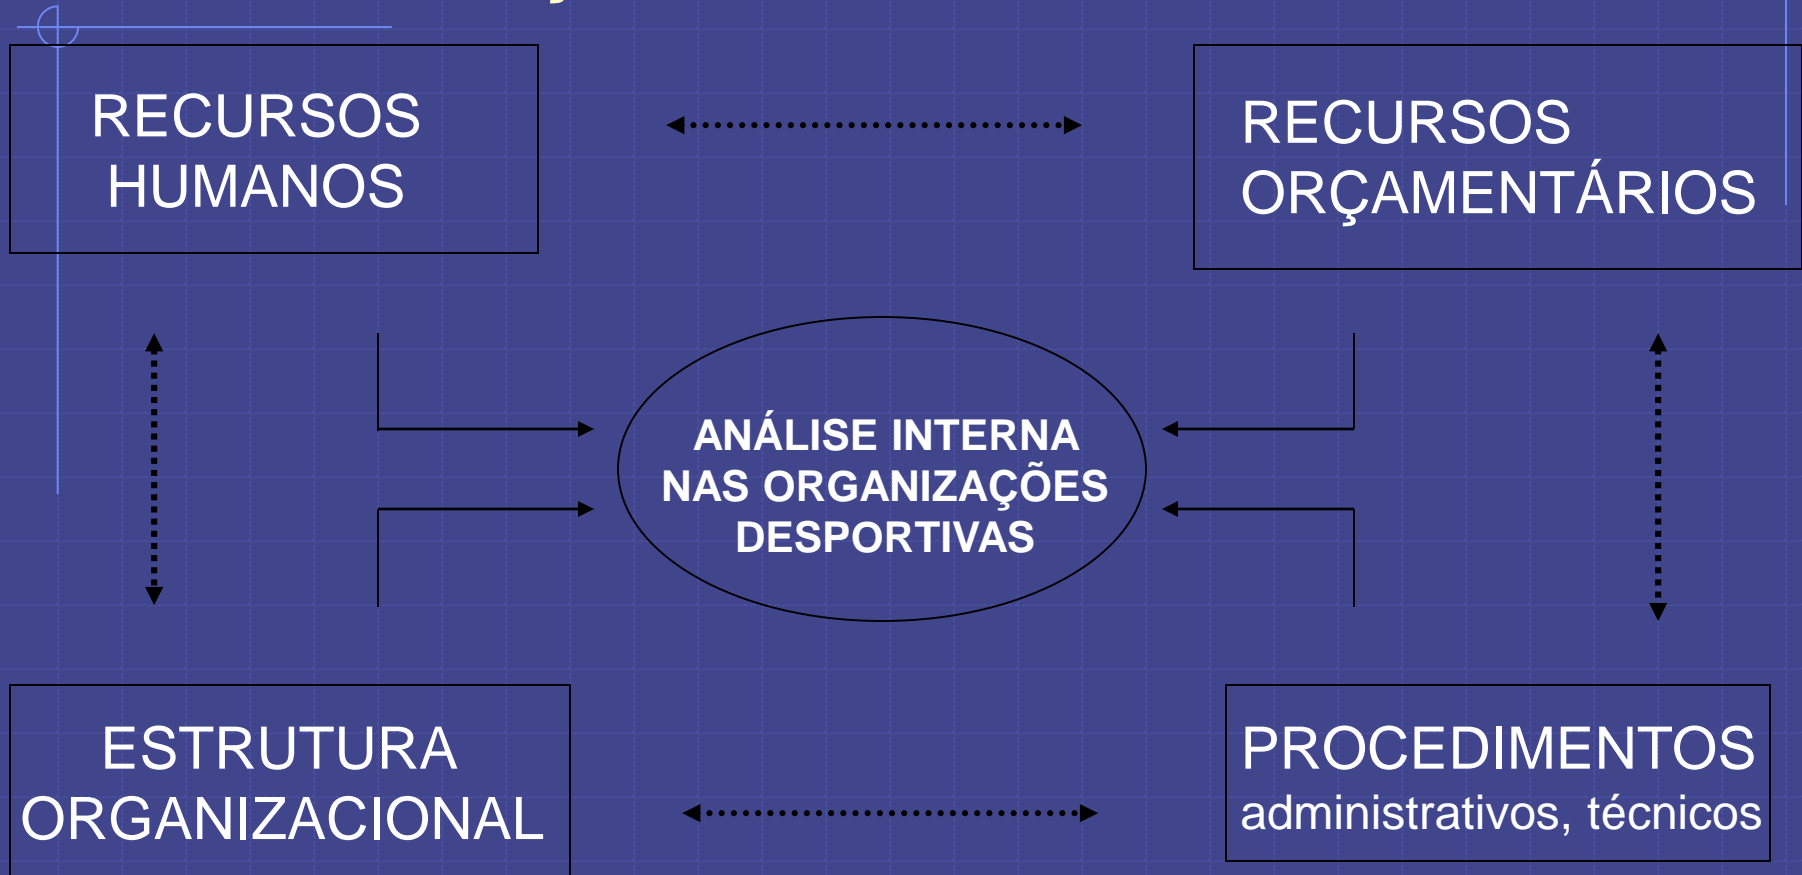 RECURSOS
HUMANOS
RECURSOS
ORÇAMENTÁRIOS
ANÁLISE INTERNA
NAS ORGANIZAÇÕES
DESPORTIVAS
ESTRUTURA
ORGANIZACIONAL
PROCEDIMENTOS
administrativos, técnicos